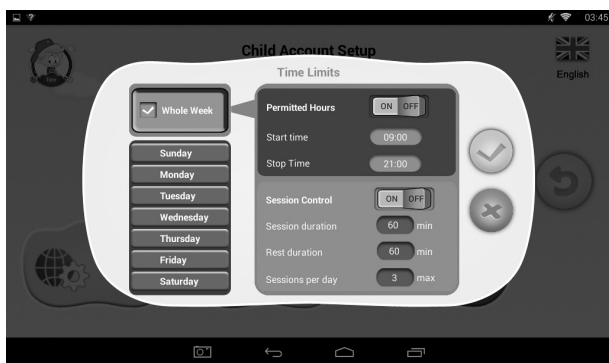 03:45
Child Account Setup
English
Time Limits
Whole Week
Sunday
Monday
Tuesday
Wednesday
Thursday
Friday
Saturday
Permitted Hours ON OFF
Start time 09:00
Stop Time 21:00
Session Control ON OFF
Session duration 60 min
Rest duration 60 min
Sessions per day 3 max